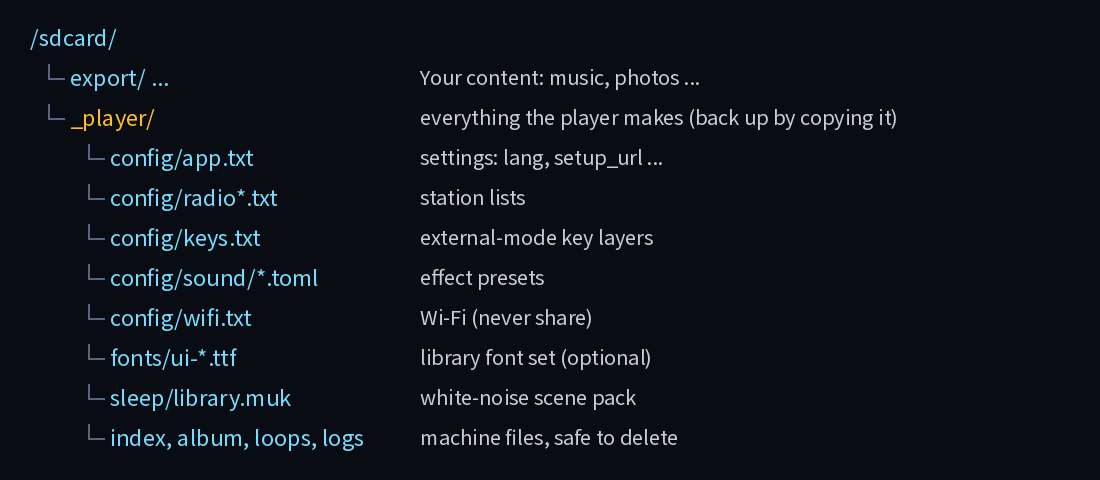 /sdcard/
export/ ... Your content: music, photos ...
_player/ everything the player makes (back up by copying it)
config/app.txt settings: lang, setup_url ...
config/radio*.txt station lists
config/keys.txt external-mode key layers
config/sound/*.toml effect presets
config/wifi.txt Wi-Fi (never share)
fonts/ui-*.ttf library font set (optional)
sleep/library.muk white-noise scene pack
index, album, loops, logs machine files, safe to delete